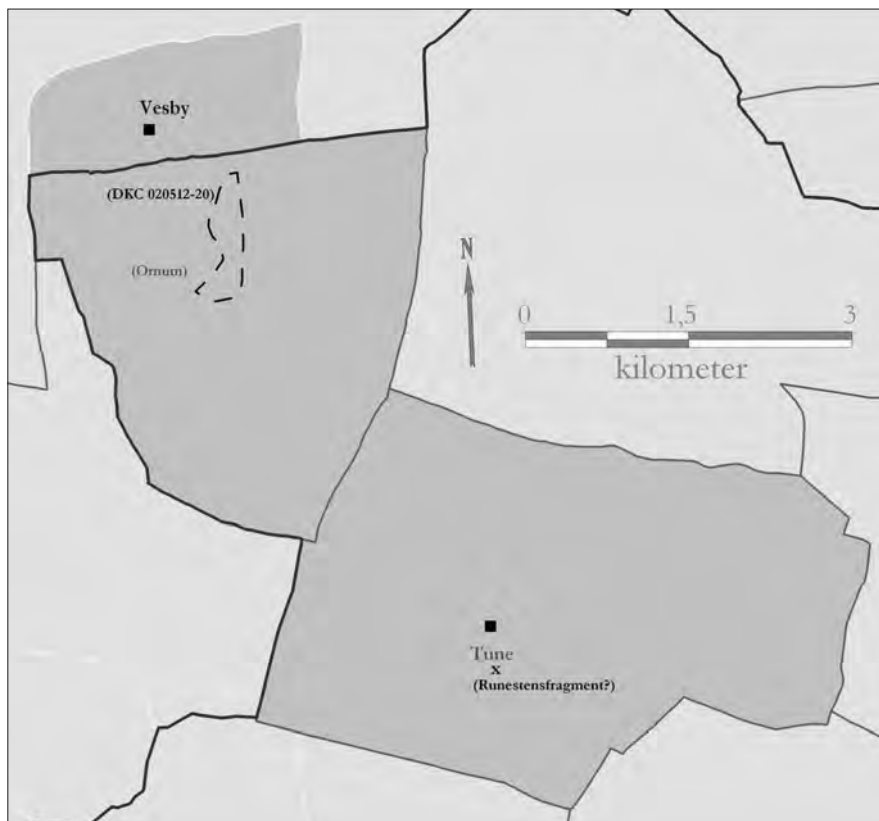 Vesby
(DKC 020512-20)
N
(Ornum)
0 1,5 3
kilometer
Tune
x
(Runestensfragment?)